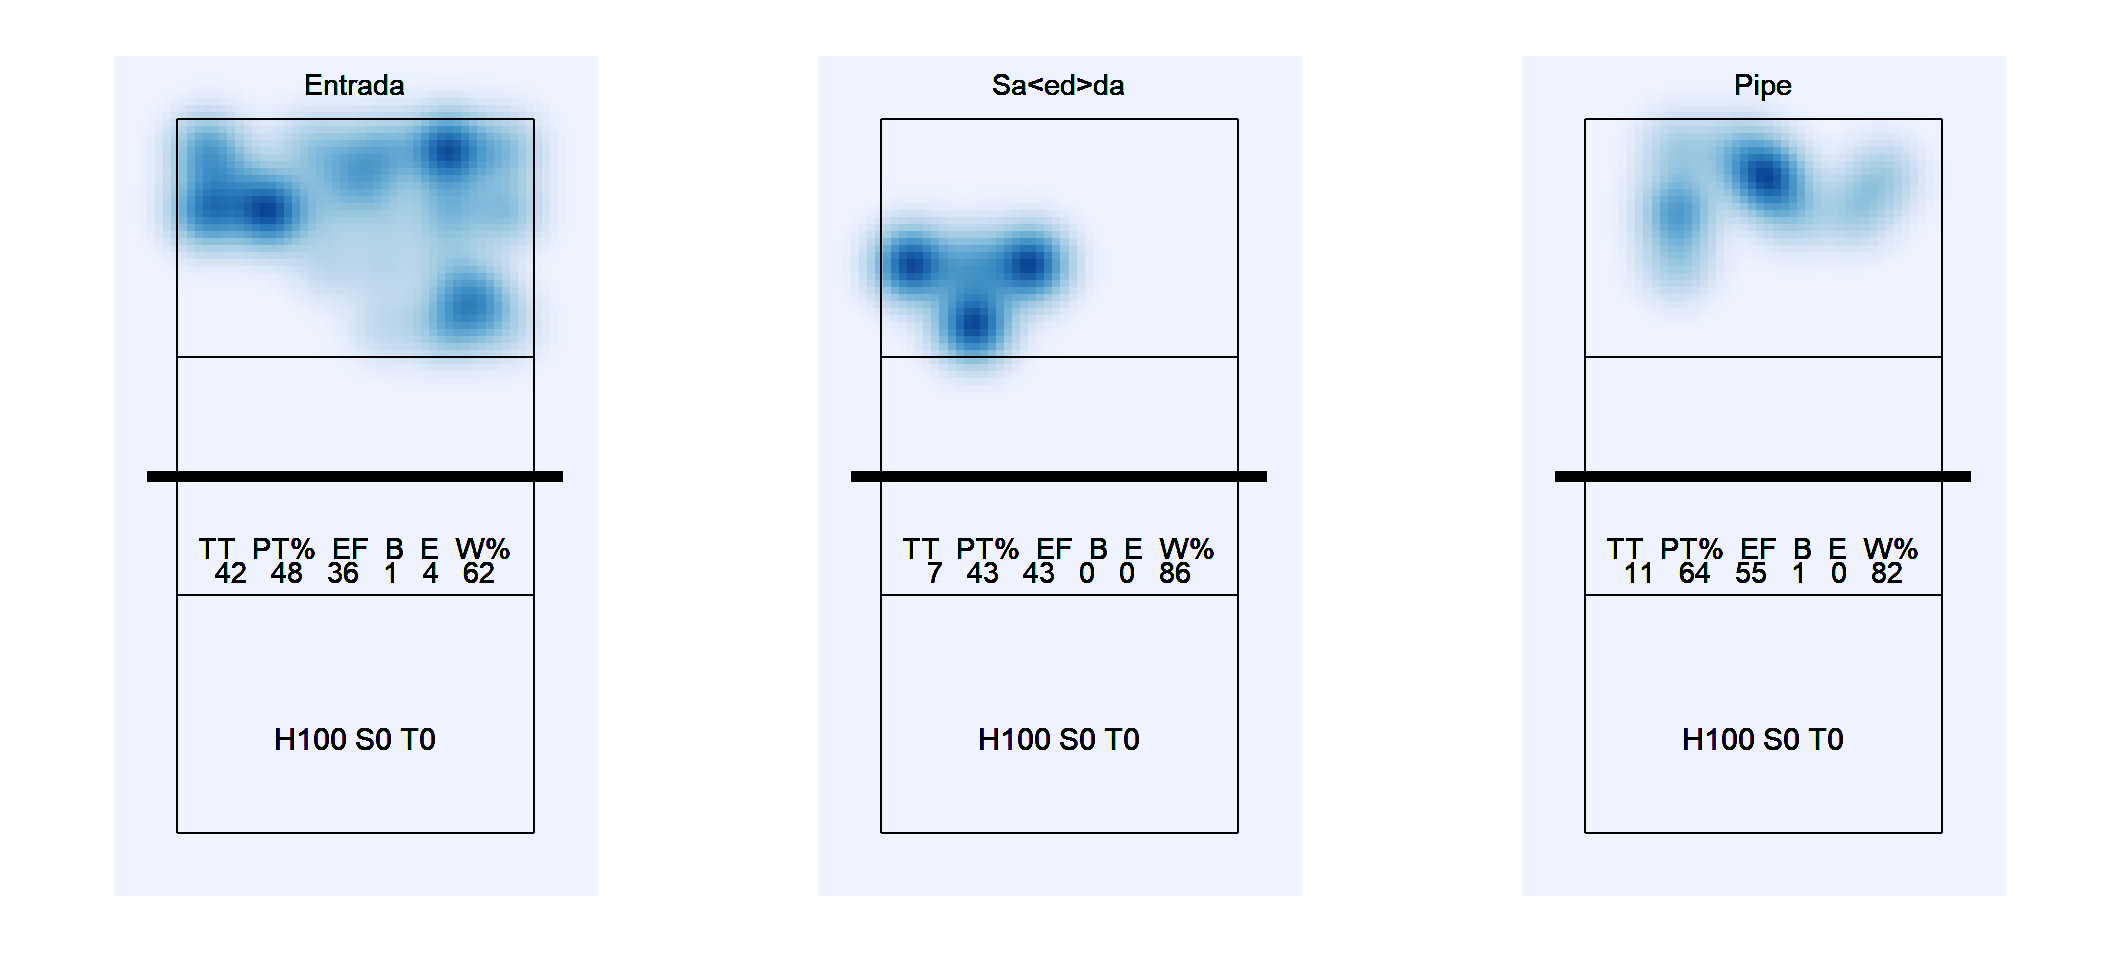 Entrada
TT PT% EF B E W%
42 48 36 1 4 62
H100 S0 T0
Sa<ed>da
TT PT% EF B E W%
7 43 43 0 0 86
H100 S0 T0
Pipe
TT PT% EF B E W%
11 64 55 1 0 82
H100 S0 T0